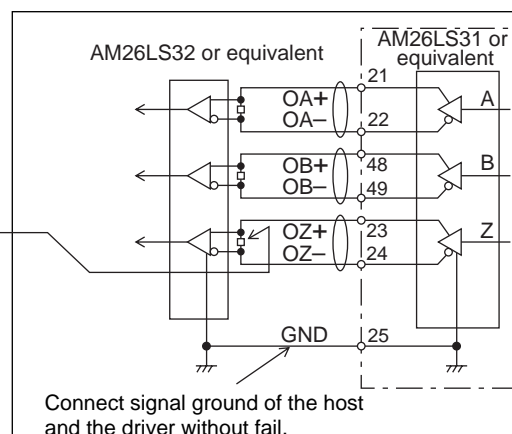 AM26LS32 or equivalent
AM26LS31 or
equivalent
21
OA+
OA−
A
22
OB+
48
OB−
B
49
OZ+
23
OZ−
Z
24
GND
25
Connect signal ground of the host
and the driver without fail.